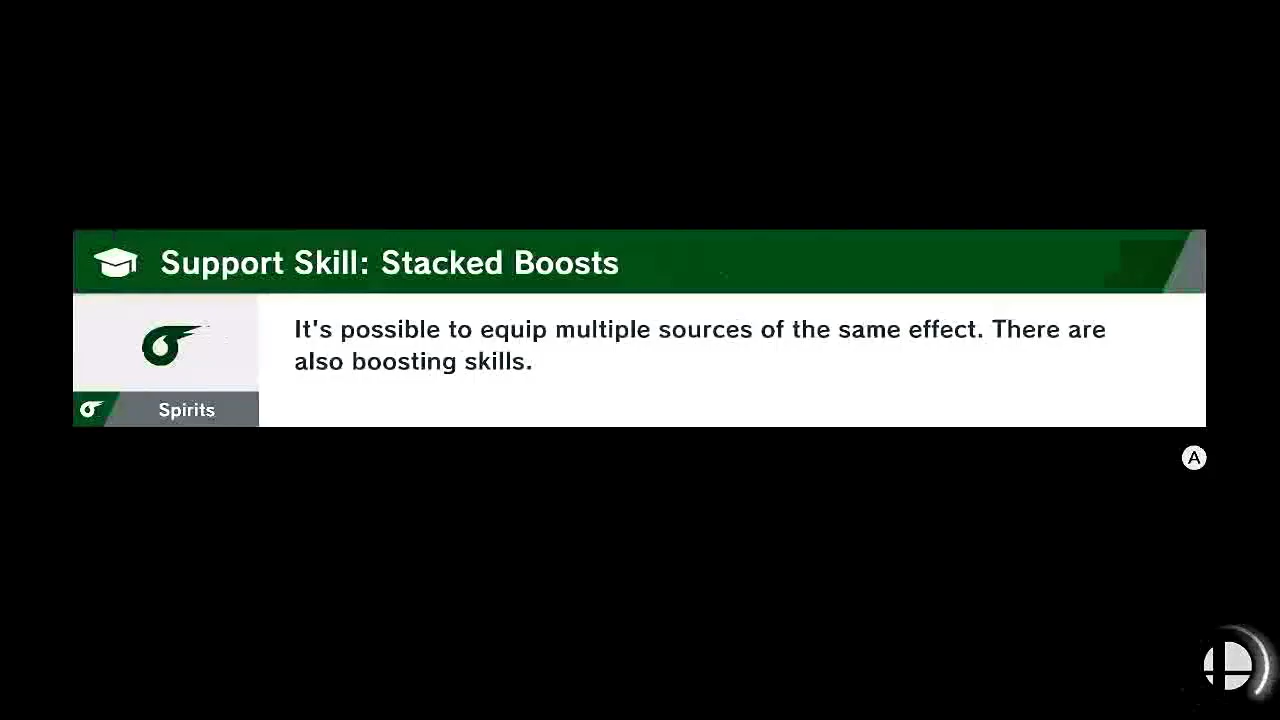 Support Skill: Stacked Boosts
It's possible to equip multiple sources of the same effect. There are
also boosting skills.
Spirits
A